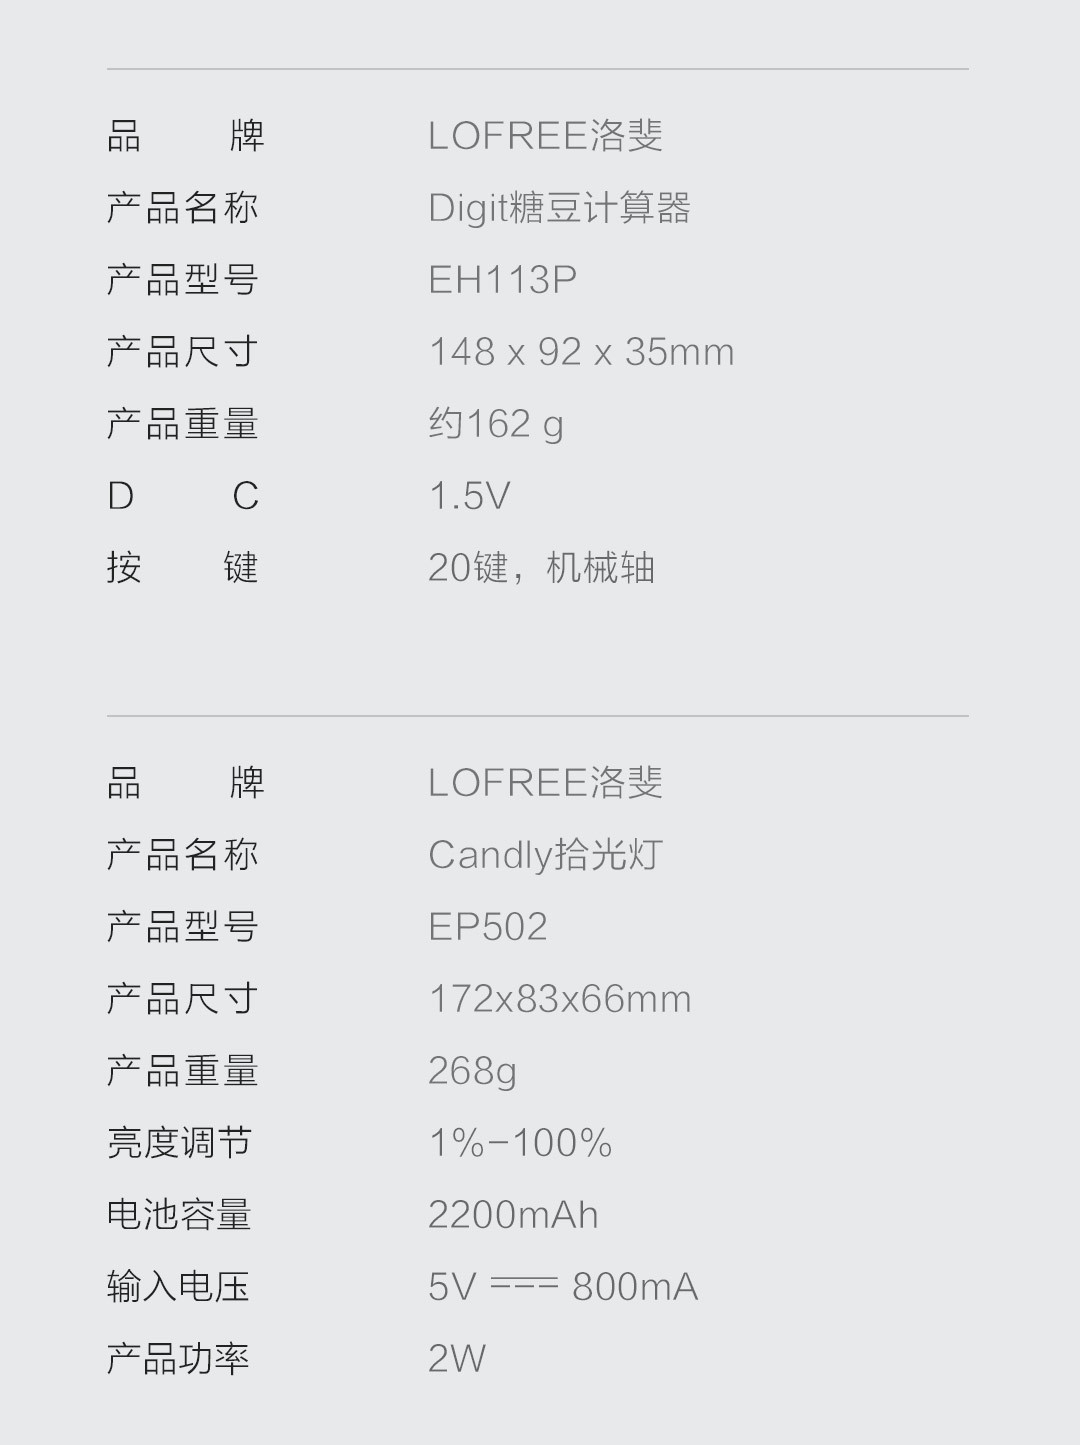 品牌 LOFREE洛斐
产品名称 Digit糖豆计算器
产品型号 EH113P
产品尺寸 148 x 92 x 35mm
产品重量 约162 g
DC 1.5V
按键 20键，机械轴
品牌 LOFREE洛斐
产品名称 Candly拾光灯
产品型号 EP502
产品尺寸 172x83x66mm
产品重量 268g
亮度调节 1%-100%
电池容量 2200mAh
输入电压 5V ⎓ 800mA
产品功率 2W